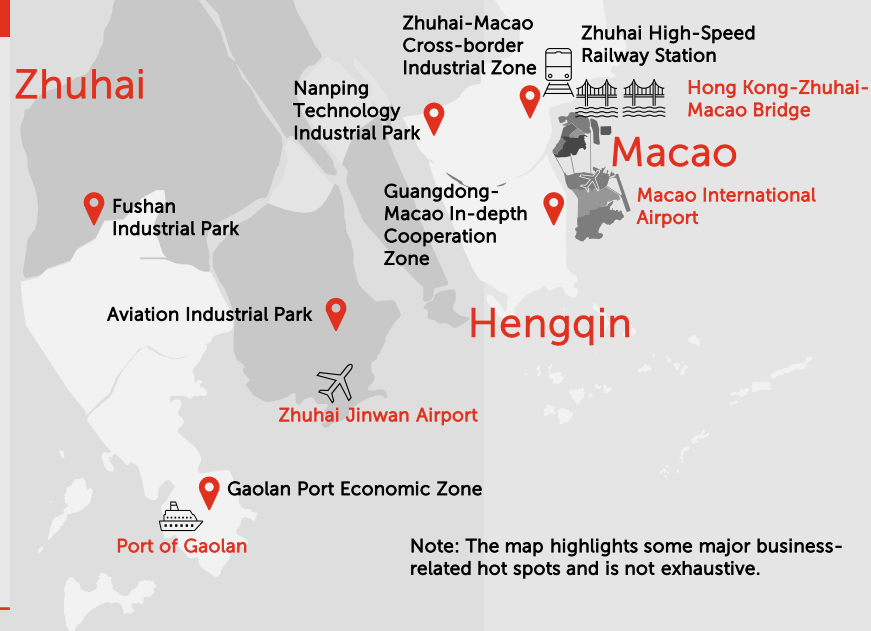 Zhuhai-Macao
Cross-border
Industrial Zone
Zhuhai High-Speed
Railway Station
Zhuhai
Nanping
Technology
Industrial Park
Hong Kong-Zhuhai-
Macao Bridge
Macao
Guangdong-
Macao In-depth
Cooperation
Zone
Macao International
Airport
Fushan
Industrial Park
Aviation Industrial Park
Hengqin
Zhuhai Jinwan Airport
Gaolan Port Economic Zone
Port of Gaolan
Note: The map highlights some major business-
related hot spots and is not exhaustive.